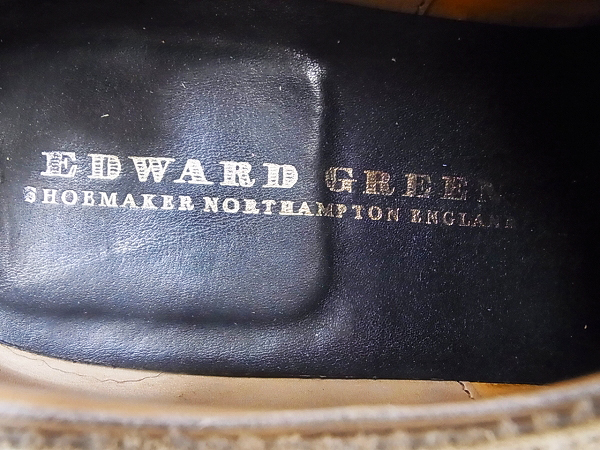 EDWARD GREEN
SHOEMAKER NORTHAMPTON ENGLAND